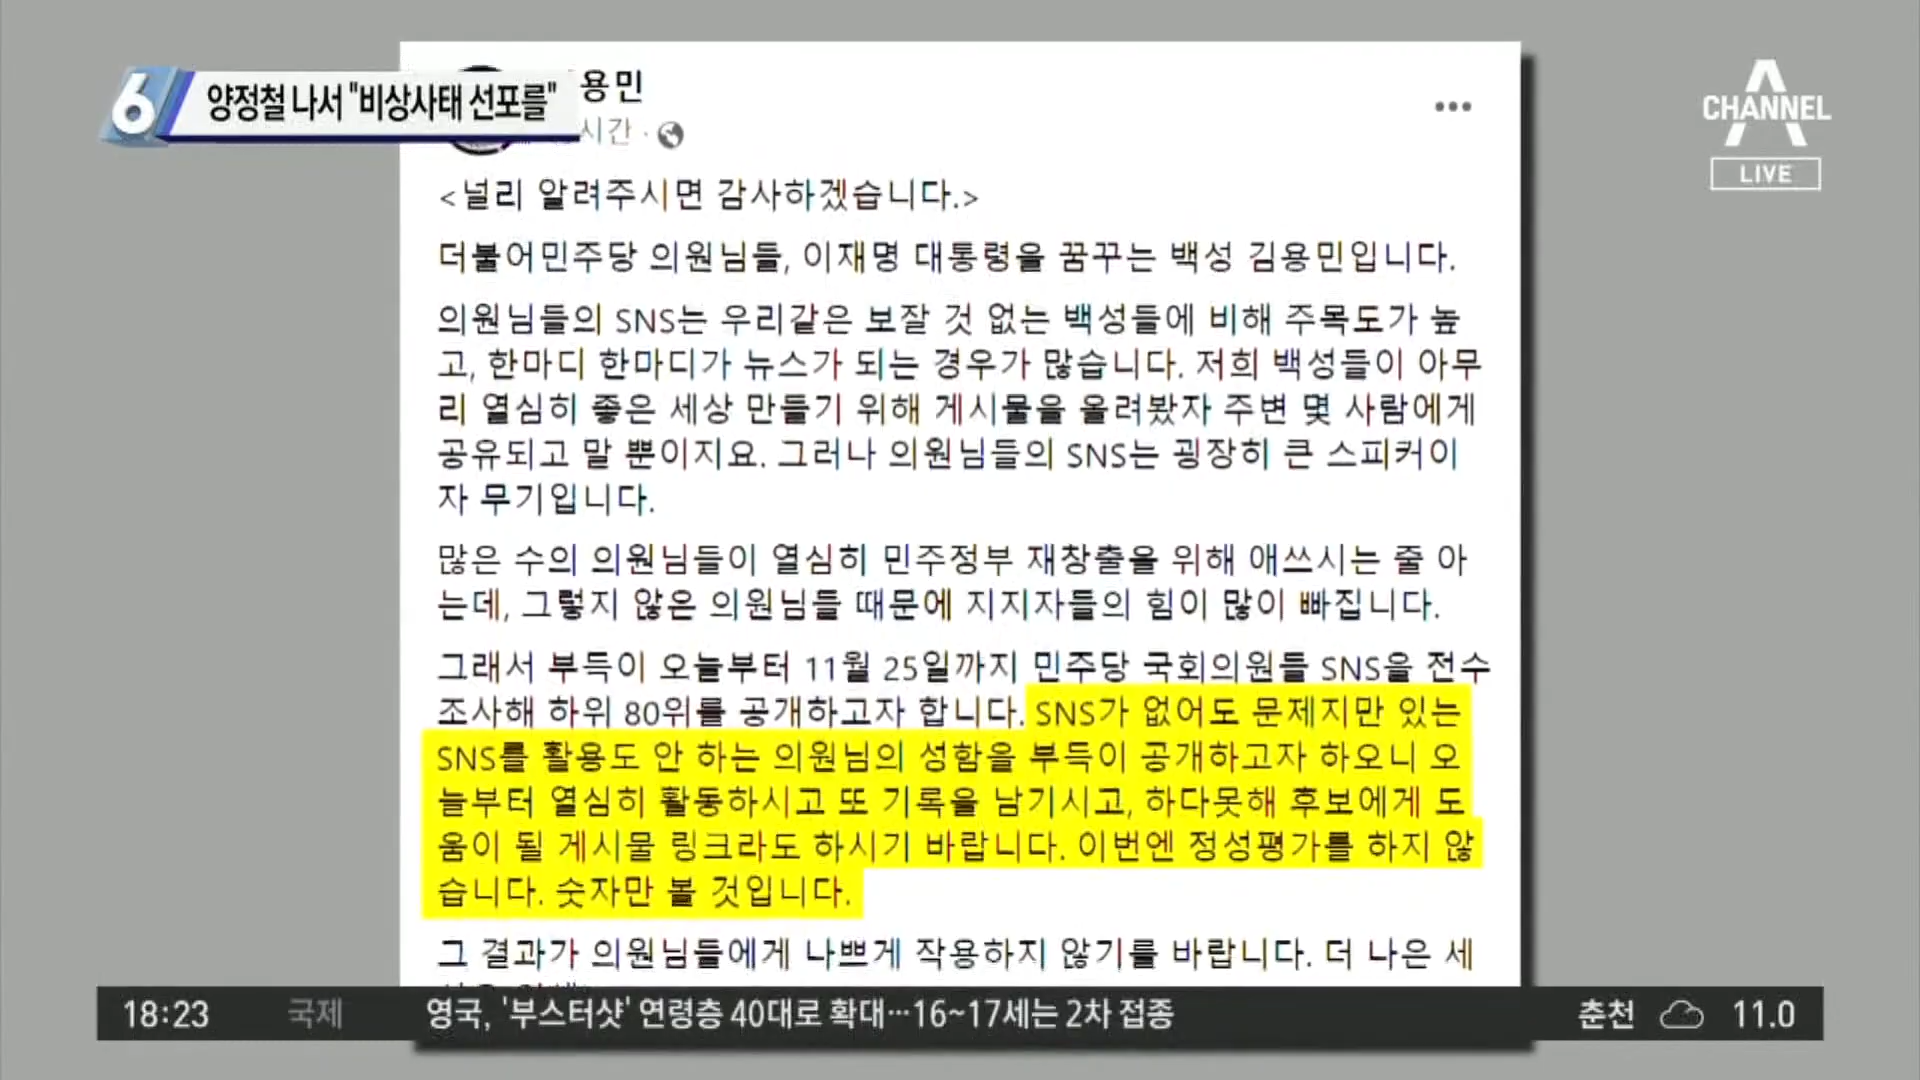 6 양정철 나서 "비상사태 선포를"
용민
시간 ·
CHANNEL A
LIVE
<널리 알려주시면 감사하겠습니다.>
더불어민주당 의원님들, 이재명 대통령을 꿈꾸는 백성 김용민입니다.
의원님들의 SNS는 우리같은 보잘 것 없는 백성들에 비해 주목도가 높
고, 한마디 한마디가 뉴스가 되는 경우가 많습니다. 저희 백성들이 아무
리 열심히 좋은 세상 만들기 위해 게시물을 올려봤자 주변 몇 사람에게
공유되고 말 뿐이지요. 그러나 의원님들의 SNS는 굉장히 큰 스피커이
자 무기입니다.
많은 수의 의원님들이 열심히 민주정부 재창출을 위해 애쓰시는 줄 아
는데, 그렇지 않은 의원님들 때문에 지지자들의 힘이 많이 빠집니다.
그래서 부득이 오늘부터 11월 25일까지 민주당 국회의원들 SNS을 전수
조사해 하위 80위를 공개하고자 합니다. SNS가 없어도 문제지만 있는
SNS를 활용도 안 하는 의원님의 성함을 부득이 공개하고자 하오니 오
늘부터 열심히 활동하시고 또 기록을 남기시고, 하다못해 후보에게 도
움이 될 게시물 링크라도 하시기 바랍니다. 이번엔 정성평가를 하지 않
습니다. 숫자만 볼 것입니다.
그 결과가 의원님들에게 나쁘게 작용하지 않기를 바랍니다. 더 나은 세
18:23 국제 영국, '부스터샷' 연령층 40대로 확대…16~17세는 2차 접종 춘천 11.0